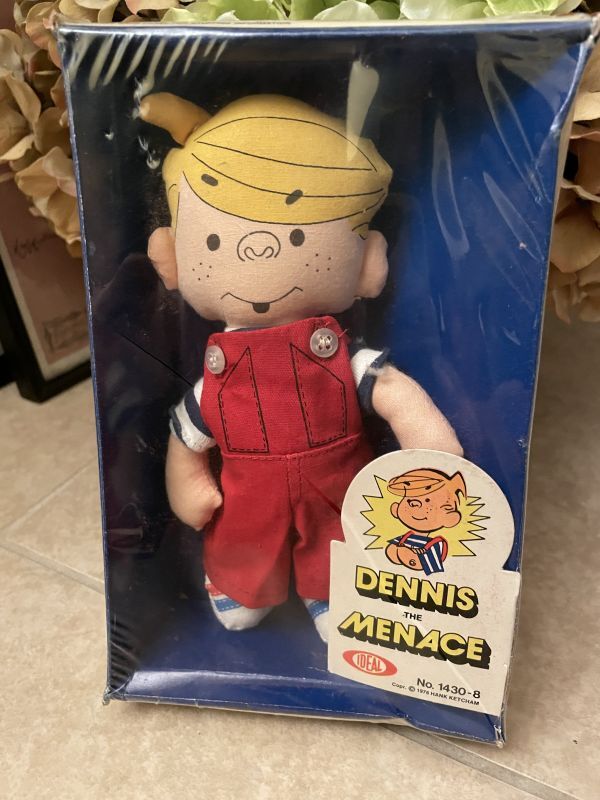 DENNIS
THE
MENACE
IDEAL
No. 1430-8
Copr. © 1976 HANK KETCHAM